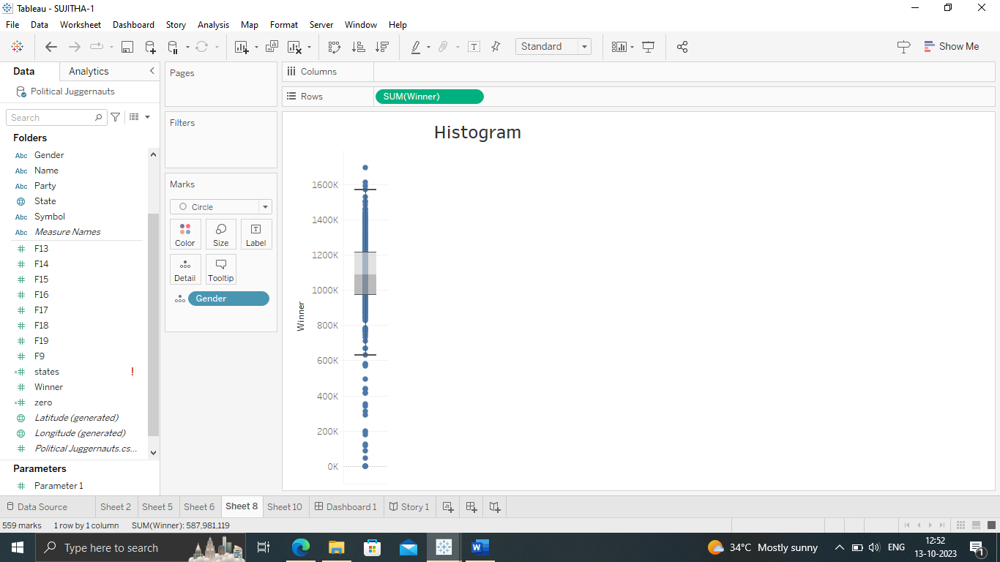 Tableau - SUJITHA-1
File Data Worksheet Dashboard Story Analysis Map Format Server Window Help
Standard
Show Me
Data Analytics
Political Juggernauts
Search
Folders
Abc Gender
Abc Name
Abc Party
State
Abc Symbol
Abc Measure Names
# F13
# F14
# F15
# F16
# F17
# F18
# F19
# F9
=# states !
# Winner
=# zero
Latitude (generated)
Longitude (generated)
# Political Juggernauts.cs...
Parameters
# Parameter 1
Pages
Filters
Marks
Circle
Color Size Label
Detail Tooltip
Gender
Columns
Rows SUM(Winner)
Histogram
1600K
1400K
1200K
1000K
800K
600K
400K
200K
0K
Winner
Data Source Sheet 2 Sheet 5 Sheet 6 Sheet 8 Sheet 10 Dashboard 1 Story 1
559 marks 1 row by 1 column SUM(Winner): 587,981,119
Type here to search
34°C Mostly sunny
ENG
12:52
13-10-2023
1